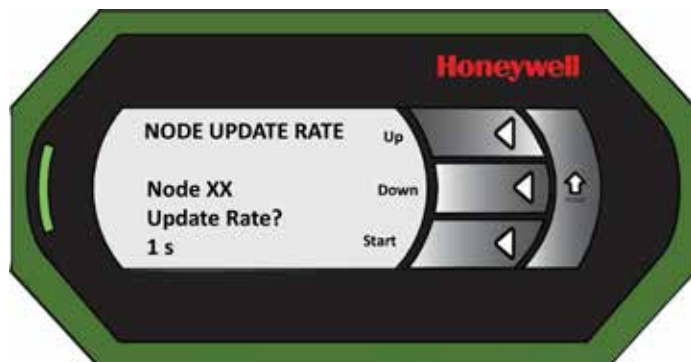 Honeywell
NODE UPDATE RATE
Up
Node XX
Down
Update Rate?
1 s
Start